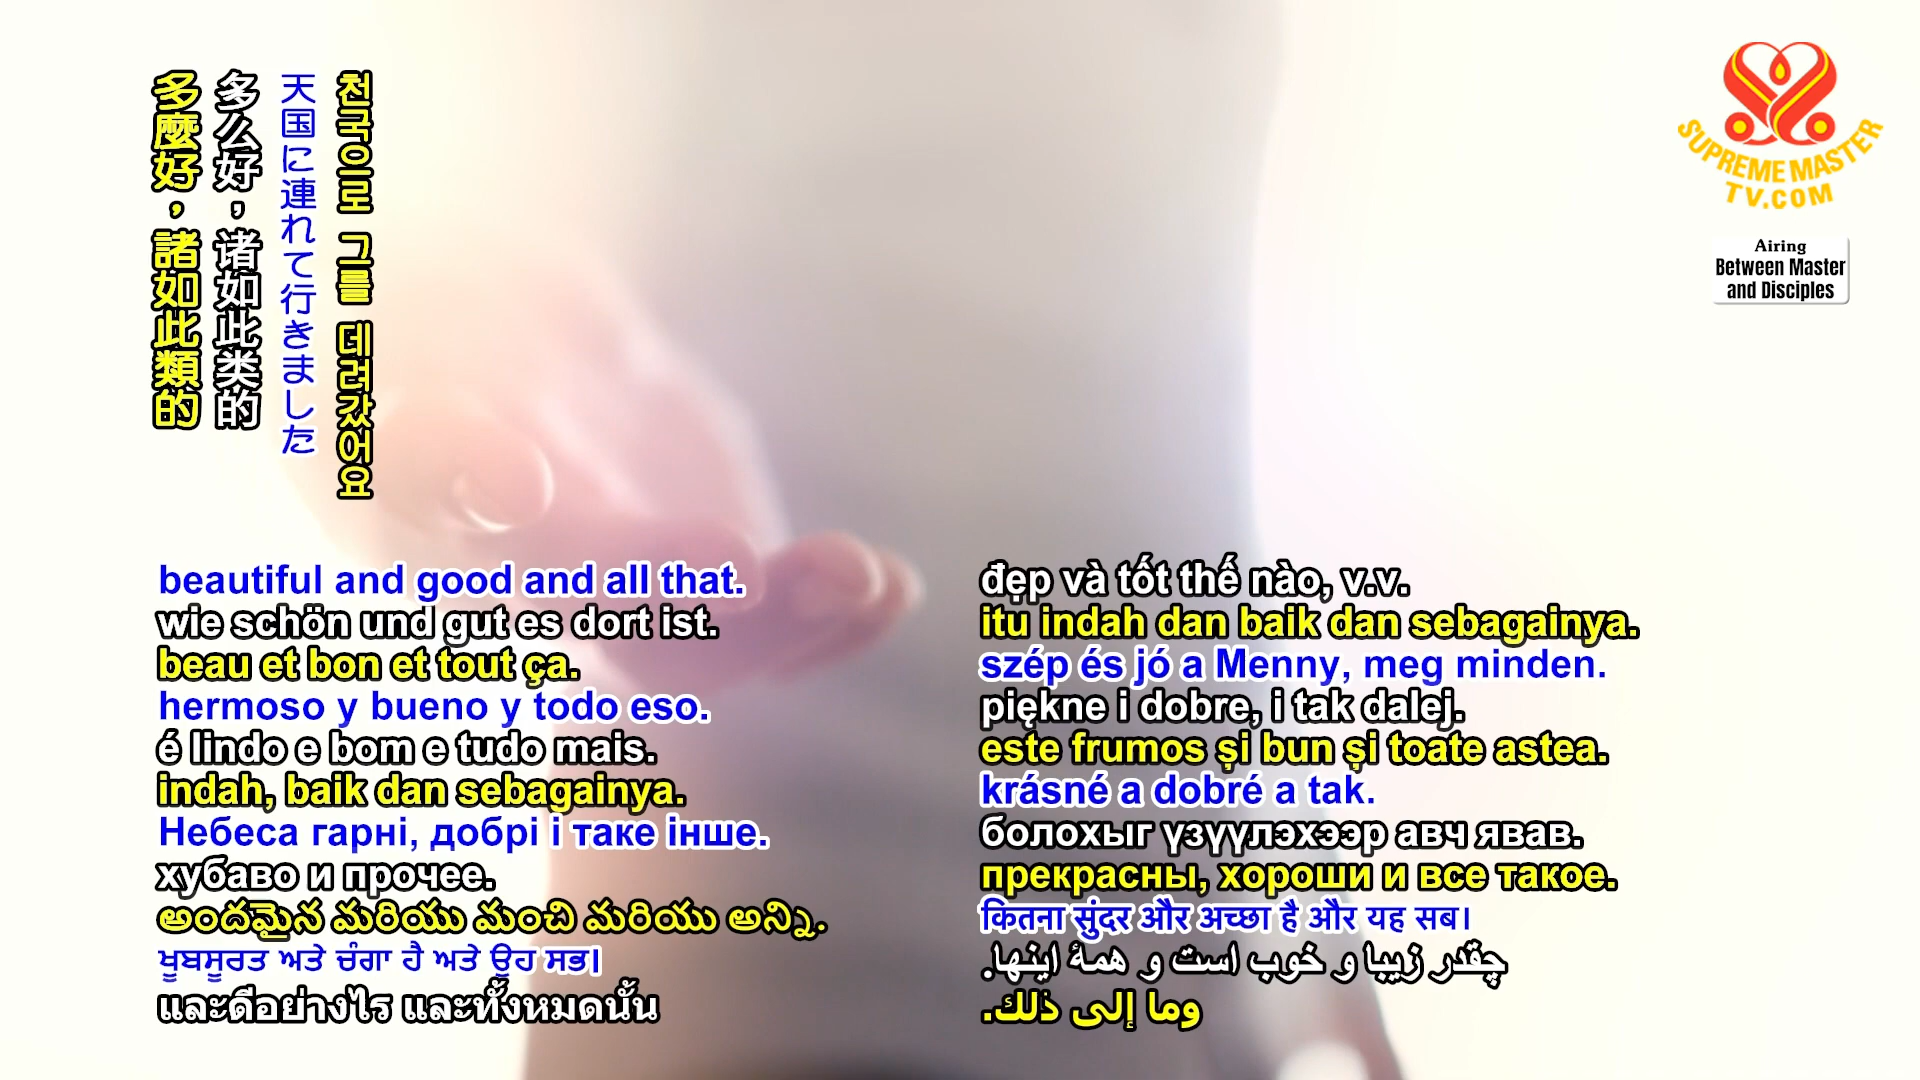 多麼好，諸如此類的
多么好，诸如此类的
天国に連れて行きました
천국으로 그를 데려갔어요
SUPREME MASTER
TV.COM
Airing
Between Master
and Disciples
beautiful and good and all that.
wie schön und gut es dort ist.
beau et bon et tout ça.
hermoso y bueno y todo eso.
é lindo e bom e tudo mais.
indah, baik dan sebagainya.
Небеса гарні, добрі і таке інше.
хубаво и прочее.
అందమైన మరియు మంచి మరియు అన్ని.
ਖੂਬਸੂਰਤ ਅਤੇ ਚੰਗਾ ਹੈ ਅਤੇ ਉਹ ਸਭ।
และดีอย่างไร และทั้งหมดนั้น
đẹp và tốt thế nào, v.v.
itu indah dan baik dan sebagainya.
szép és jó a Menny, meg minden.
piękne i dobre, i tak dalej.
este frumos și bun și toate astea.
krásné a dobré a tak.
болохыг үзүүлэхээр авч явав.
прекрасны, хороши и все такое.
कितना सुंदर और अच्छा है और यह सब।
چقدر زیبا و خوب است و همهٔ اینها.
وما إلى ذلك.